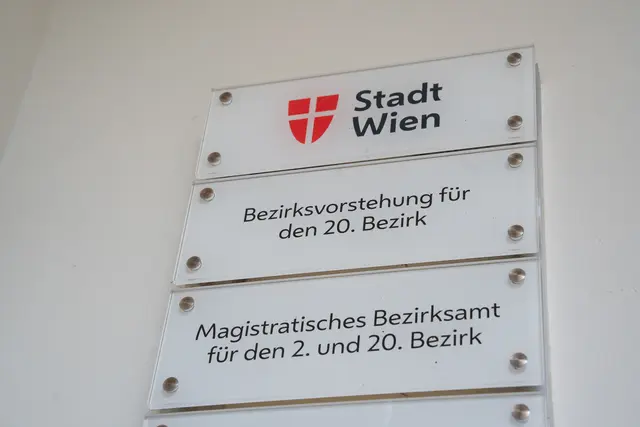 Stadt
Wien
Bezirksvorstehung für
den 20. Bezirk
Magistratisches Bezirksamt
für den 2. und 20. Bezirk